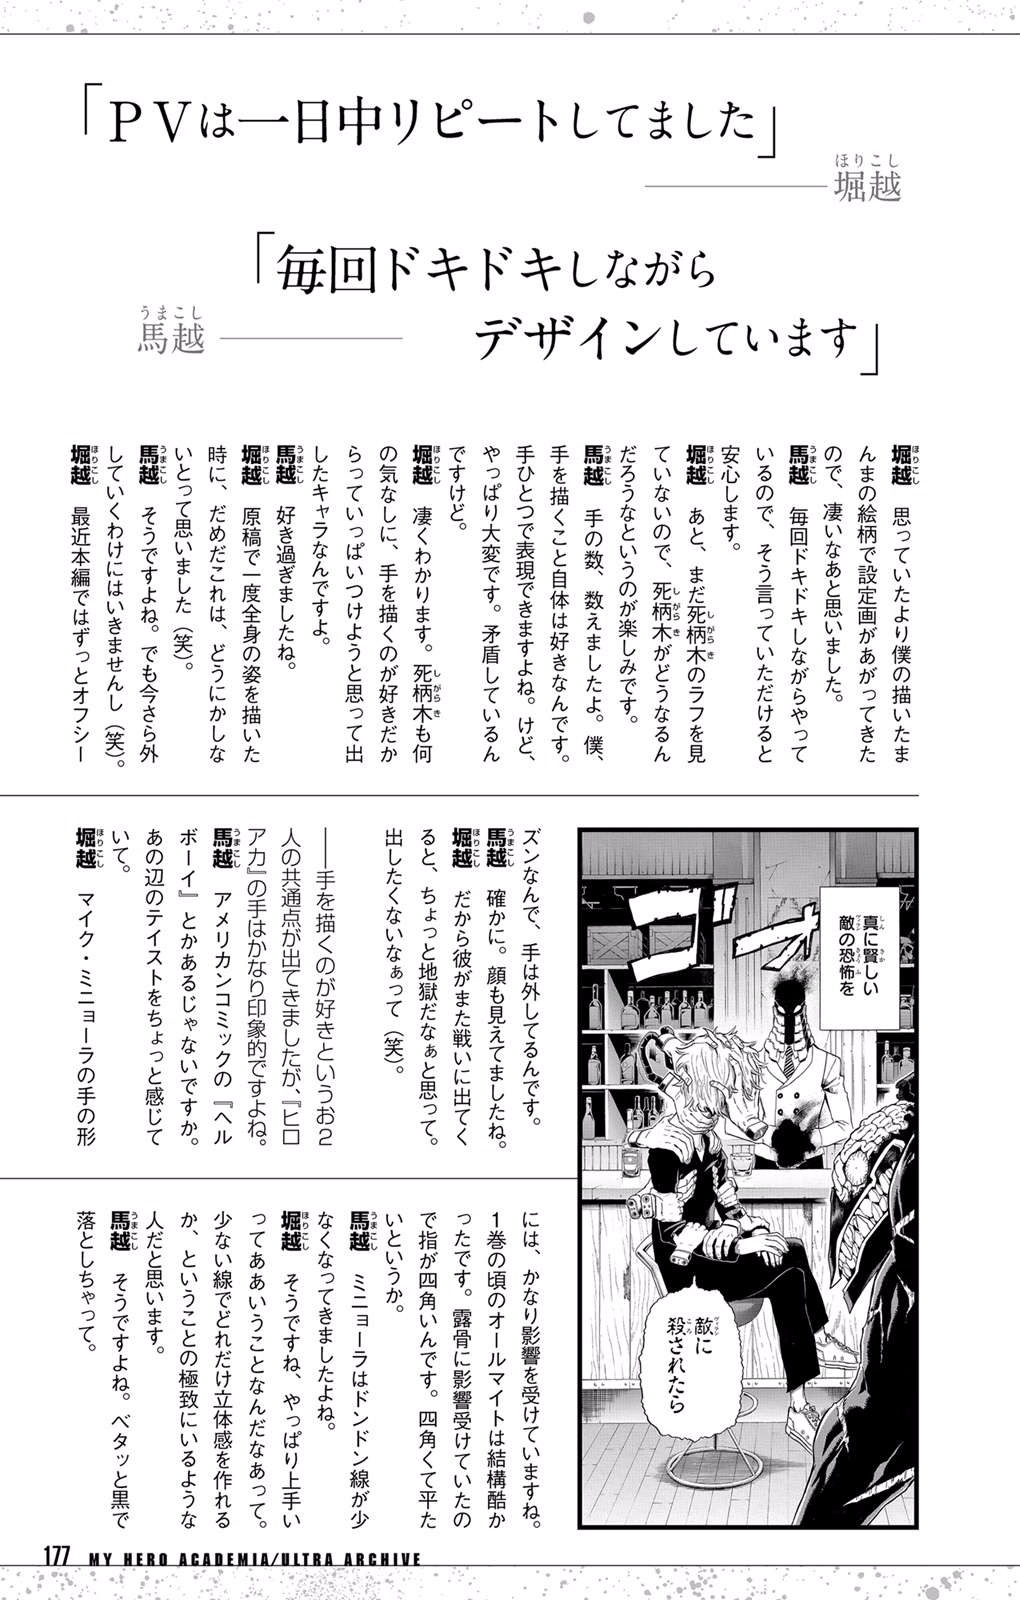 「ＰＶは一日中リピートしてました」
堀越
「毎回ドキドキしながら
デザインしています」
馬越
堀越　思っていたより僕の描いたま
んまの絵柄で設定画があがってきた
ので、凄いなあと思いました。
馬越　毎回ドキドキしながらやって
いるので、そう言っていただけると
安心します。
堀越　あと、まだ死柄木のラフを見
ていないので、死柄木がどうなるん
だろうなというのが楽しみです。
馬越　手の数、数えましたよ。僕、
手を描くこと自体は好きなんです。
手ひとつで表現できますよね。けど、
やっぱり大変です。矛盾しているん
ですけど。
堀越　凄くわかります。死柄木も何
の気なしに、手を描くのが好きだか
らっていっぱいつけようと思って出
したキャラなんですよ。
馬越　好き過ぎましたね。
堀越　原稿で一度全身の姿を描いた
時に、だめだこれは、どうにかしな
いとって思いました（笑）。
馬越　そうですよね。でも今さら外
していくわけにはいきませんし（笑）。
堀越　最近本編ではずっとオフシー
ズンなんで、手は外してるんです。
馬越　確かに。顔も見えてましたね。
堀越　だから彼がまた戦いに出てく
ると、ちょっと地獄だなぁと思って。
出したくないなぁって（笑）。
――手を描くのが好きというお２
人の共通点が出てきましたが、『ヒロ
アカ』の手はかなり印象的ですよね。
馬越　アメリカンコミックの『ヘル
ボーイ』とかあるじゃないですか。
あの辺のテイストをちょっと感じて
いて。
堀越　マイク・ミニョーラの手の形
には、かなり影響を受けていますね。
１巻の頃のオールマイトは結構酷か
ったです。露骨に影響受けていたの
で指が四角いんです。四角くて平た
いというか。
馬越　ミニョーラはドンドン線が少
なくなってきましたよね。
堀越　そうですね、やっぱり上手い
ってああいうことなんだなあって。
少ない線でどれだけ立体感を作れる
か、ということの極致にいるような
人だと思います。
馬越　そうですよね。ベタッと黒で
落としちゃって。
真に賢しい
敵の恐怖を
敵に
殺されたら
177 MY HERO ACADEMIA/ULTRA ARCHIVE